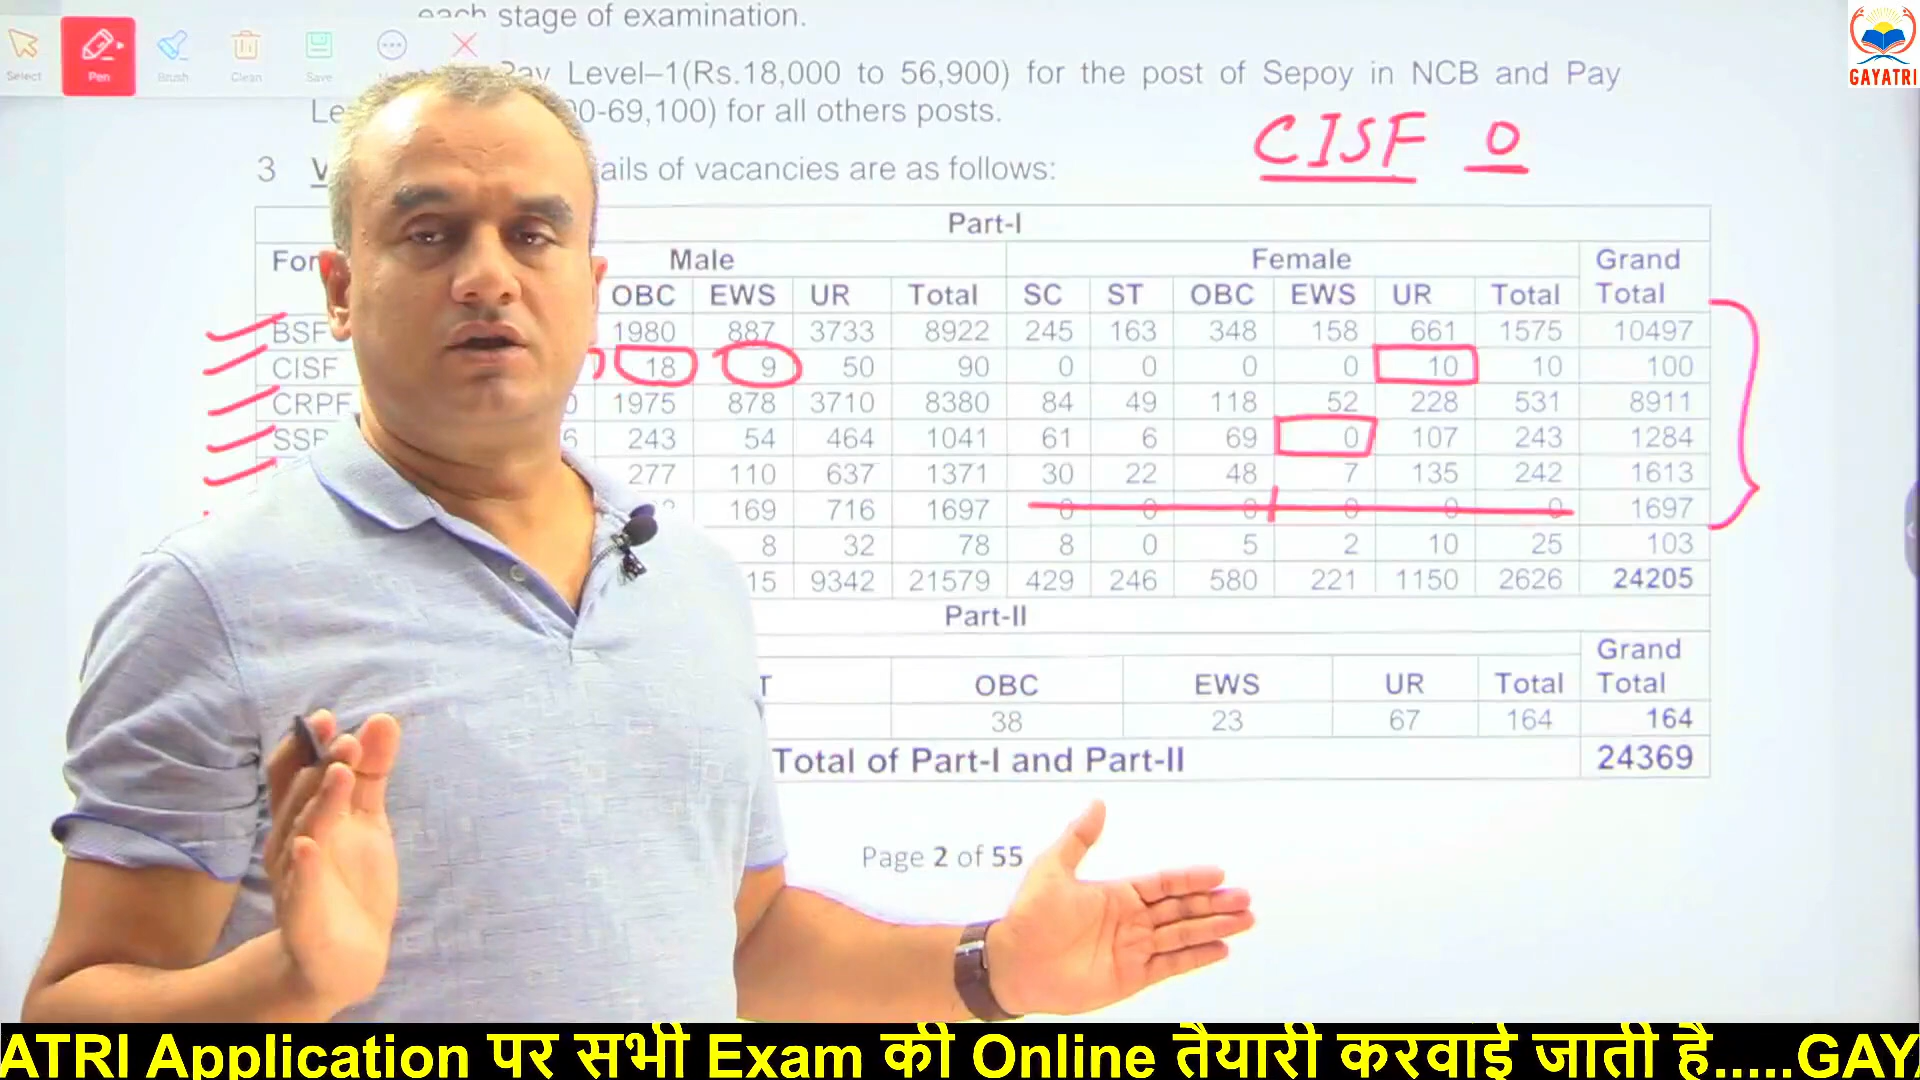 each stage of examination.
Select Pen Brush Clean Save
Pay Level–1(Rs.18,000 to 56,900) for the post of Sepoy in NCB and Pay
0-69,100) for all others posts.
GAYATRI
CISF 0
3 ails of vacancies are as follows:
Part-I
Male Female Grand
OBC EWS UR Total SC ST OBC EWS UR Total Total
BSF 1980 887 3733 8922 245 163 348 158 661 1575 10497
CISF 18 9 50 90 0 0 0 0 10 10 100
CRPF 0 1975 878 3710 8380 84 49 118 52 228 531 8911
6 243 54 464 1041 61 6 69 0 107 243 1284
277 110 637 1371 30 22 48 7 135 242 1613
169 716 1697 0 0 0 0 0 0 1697
8 32 78 8 0 5 2 10 25 103
15 9342 21579 429 246 580 221 1150 2626 24205
Part-II
Grand
T OBC EWS UR Total Total
38 23 67 164 164
Total of Part-I and Part-II 24369
Page 2 of 55
ATRI Application पर सभी Exam की Online तैयारी करवाई जाती है.....GAY